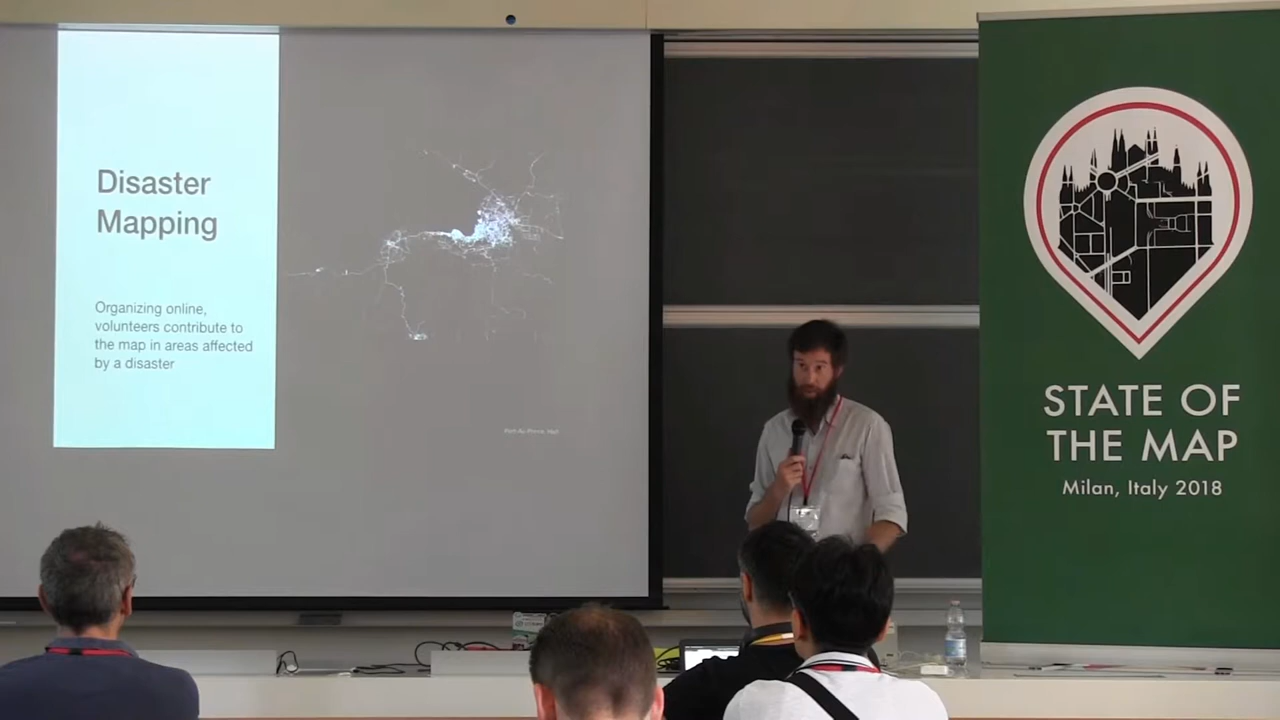 Disaster
Mapping
Organizing online,
volunteers contribute to
the map in areas affected
by a disaster
STATE OF
THE MAP
Milan, Italy 2018